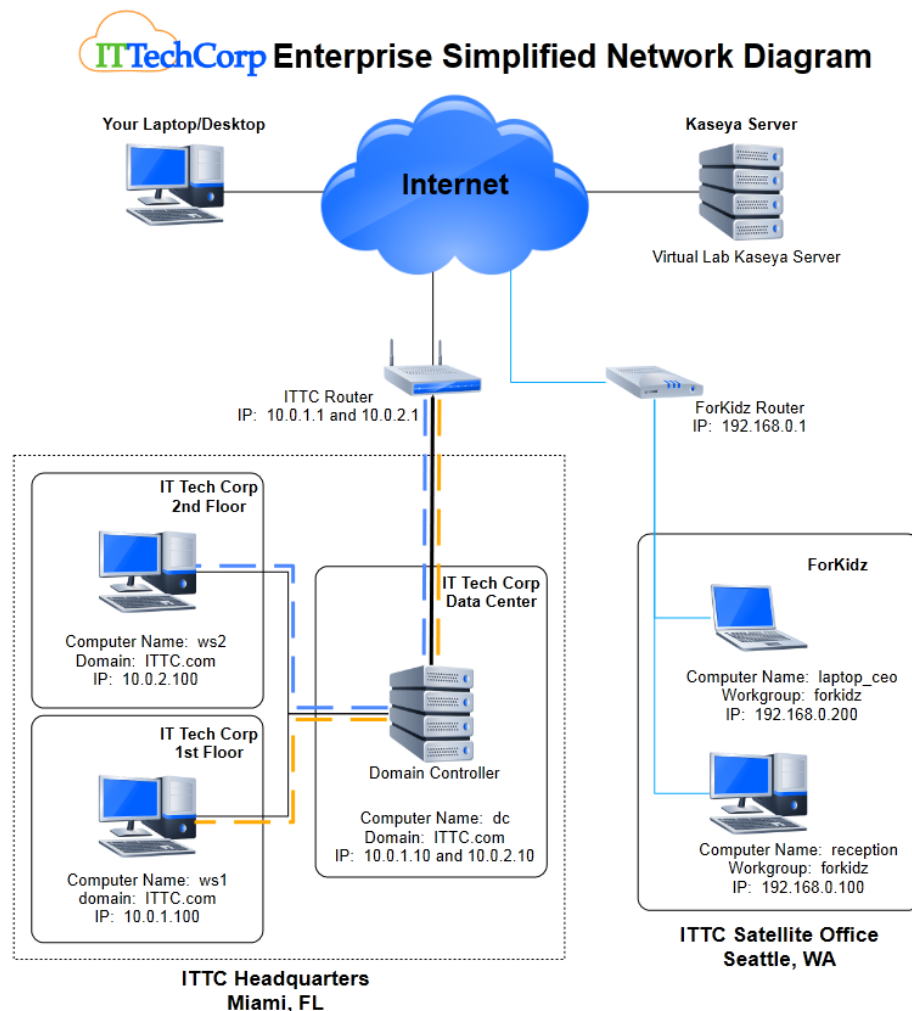 ITTechCorp Enterprise Simplified Network Diagram
Your Laptop/Desktop
Kaseya Server
Internet
Virtual Lab Kaseya Server
ITTC Router
IP: 10.0.1.1 and 10.0.2.1
ForKidz Router
IP: 192.168.0.1
IT Tech Corp
2nd Floor
Computer Name: ws2
Domain: ITTC.com
IP: 10.0.2.100
IT Tech Corp
Data Center
Domain Controller
Computer Name: dc
Domain: ITTC.com
IP: 10.0.1.10 and 10.0.2.10
IT Tech Corp
1st Floor
Computer Name: ws1
domain: ITTC.com
IP: 10.0.1.100
ITTC Headquarters
Miami, FL
ForKidz
Computer Name: laptop_ceo
Workgroup: forkidz
IP: 192.168.0.200
Computer Name: reception
Workgroup: forkidz
IP: 192.168.0.100
ITTC Satellite Office
Seattle, WA